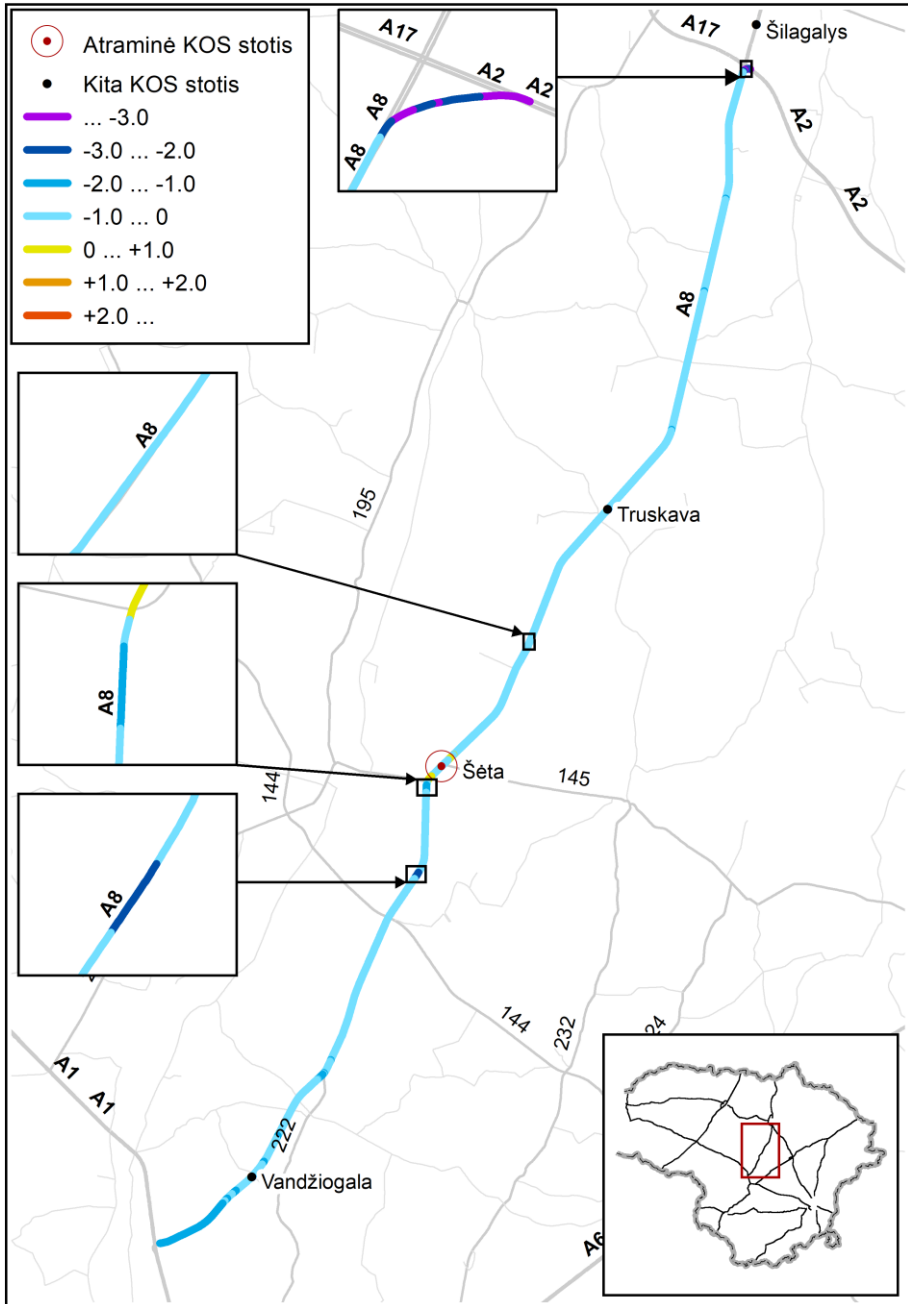 Atraminė KOS stotis
Kita KOS stotis
... -3.0
-3.0 ... -2.0
-2.0 ... -1.0
-1.0 ... 0
0 ... +1.0
+1.0 ... +2.0
+2.0 ...
A17
A2
A2
A8
A8
A17
Šilagalys
A2
A2
A8
A8
195
Truskava
A8
Šėta
145
144
A8
144
232
24
A1
A1
222
Vandžiogala
A6